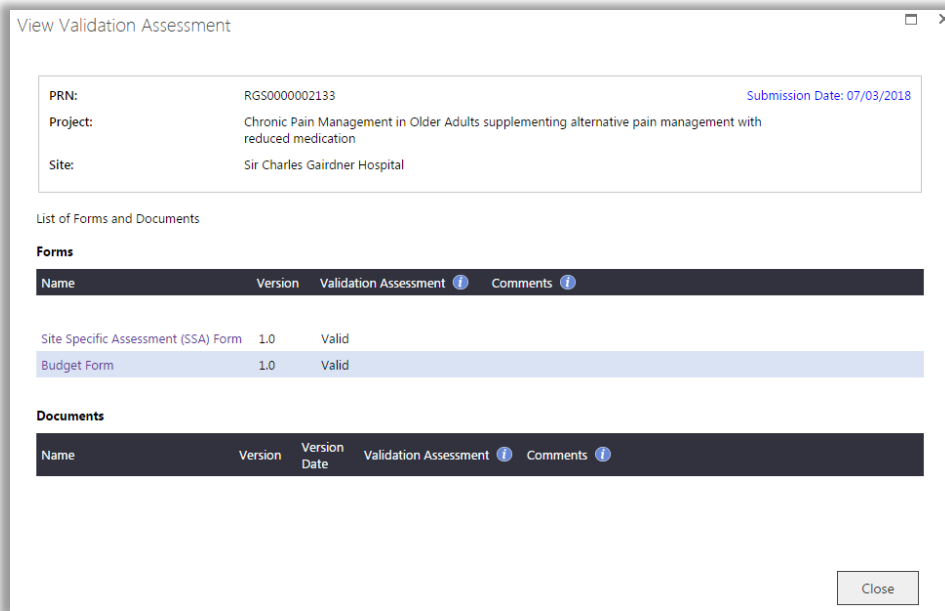 View Validation Assessment
PRN: RGS0000002133 Submission Date: 07/03/2018
Project: Chronic Pain Management in Older Adults supplementing alternative pain management with
reduced medication
Site: Sir Charles Gairdner Hospital
List of Forms and Documents
Forms
Name Version Validation Assessment i Comments i
Site Specific Assessment (SSA) Form 1.0 Valid
Budget Form 1.0 Valid
Documents
Name Version Version Date Validation Assessment i Comments i
Close